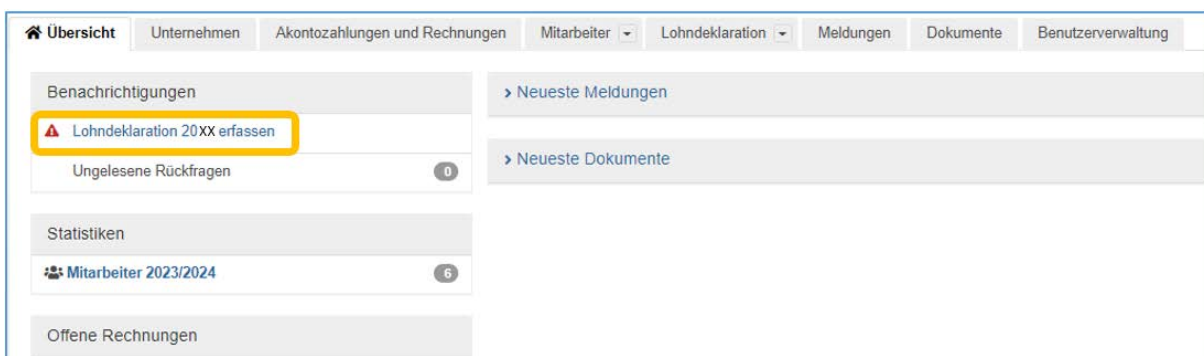 Übersicht Unternehmen Akontozahlungen und Rechnungen Mitarbeiter Lohndeklaration Meldungen Dokumente Benutzerverwaltung
Benachrichtigungen
Lohndeklaration 20XX erfassen
Ungelesene Rückfragen 0
Statistiken
Mitarbeiter 2023/2024 6
Offene Rechnungen
Neueste Meldungen
Neueste Dokumente